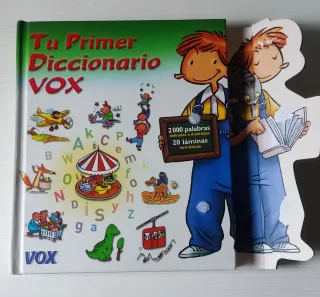 Tu Primer
Diccionario
VOX
2000 palabras
20 láminas
VOX